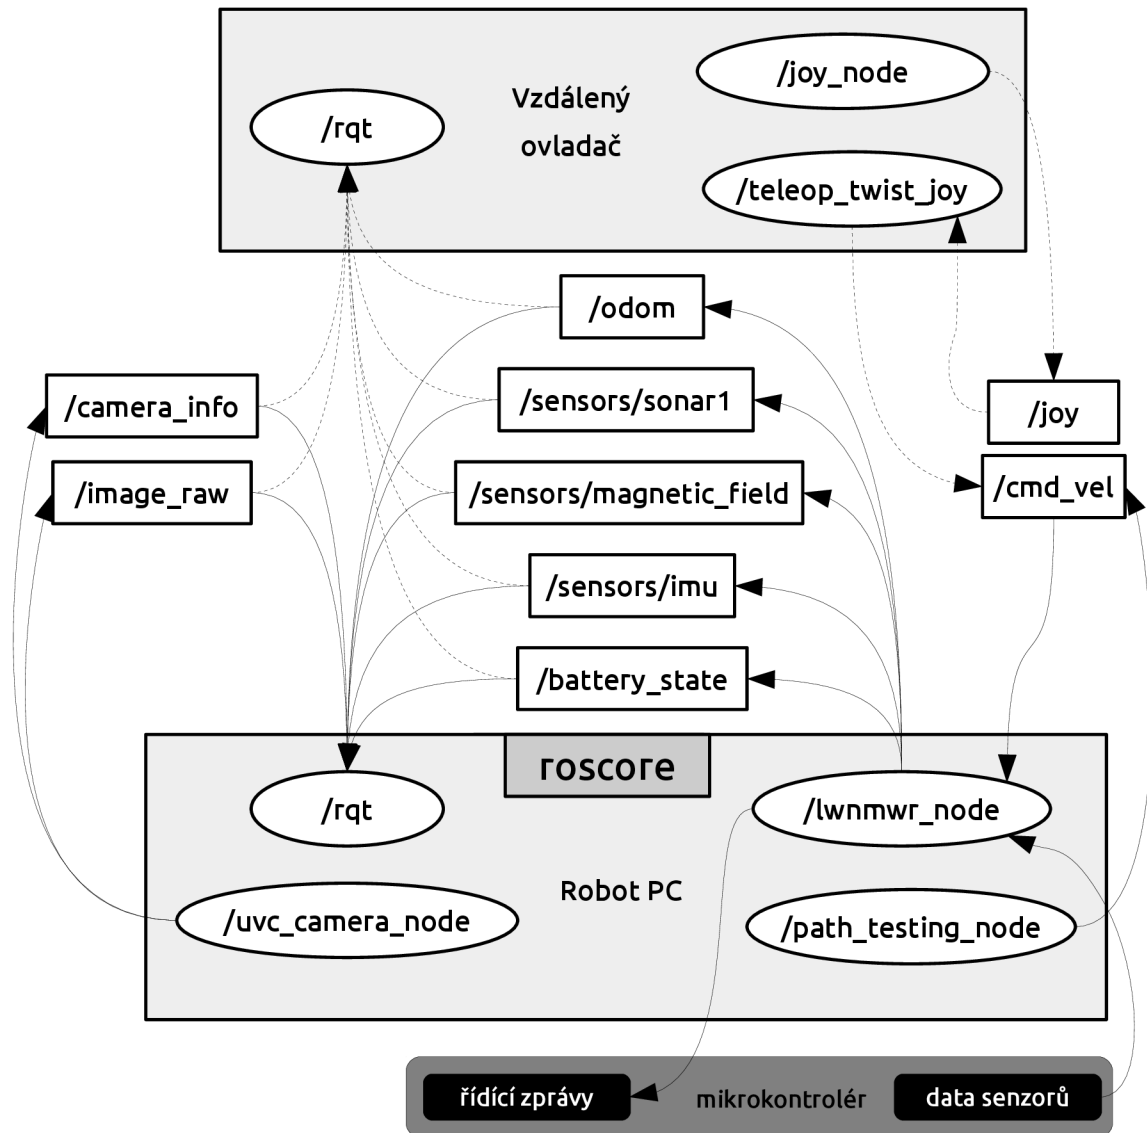 /joy_node
Vzdálený
ovladač
/rqt
/teleop_twist_joy
/odom
/camera_info
/sensors/sonar1
/joy
/image_raw
/sensors/magnetic_field
/cmd_vel
/sensors/imu
/battery_state
roscore
/rqt
/lwnmwr_node
Robot PC
/uvc_camera_node
/path_testing_node
řídící zprávy
mikrokontrolér
data senzorů